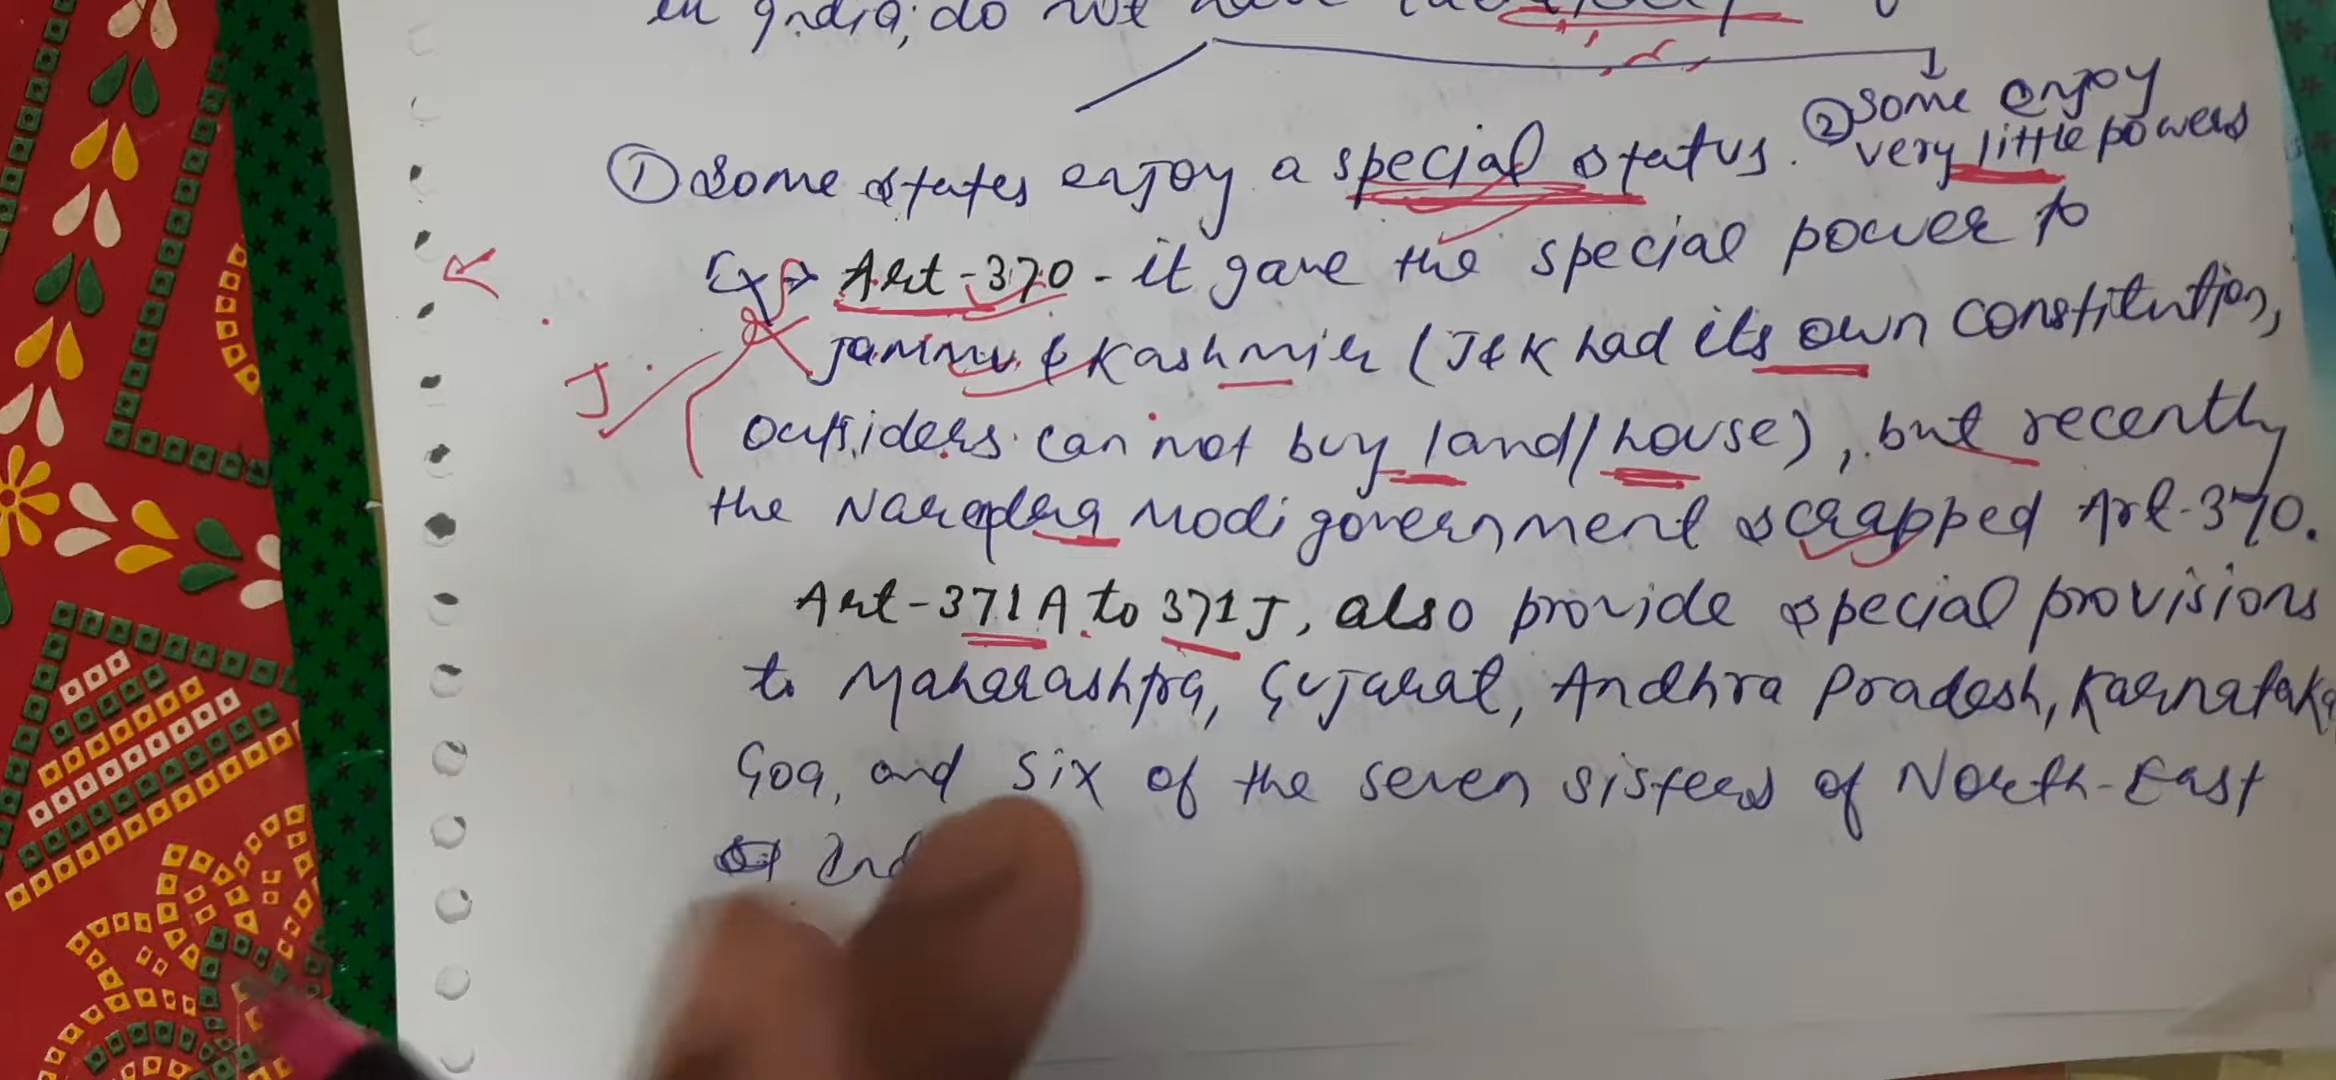 in India, do not have
① Some states enjoy a special status.
② Some enjoy
very little powers
Ex → Art-370 - it gave the special power to
Jammu & Kashmir (J&K had its own constitution,
J
outsiders can not buy land/house), but recently
the Narendra Modi government scrapped Art-370.
Art-371A to 371J, also provide special provisions
to Maharashtra, Gujarat, Andhra Pradesh, Karnataka
Goa, and six of the seven sisters of North-East